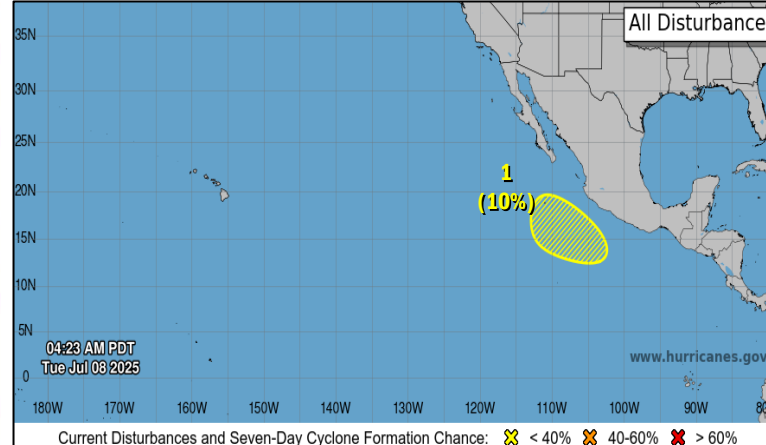 All Disturbance
35N
30N
25N
20N
15N
10N
5N
0
1
(10%)
04:23 AM PDT
Tue Jul 08 2025
www.hurricanes.gov
180W 170W 160W 150W 140W 130W 120W 110W 100W 90W 80
Current Disturbances and Seven-Day Cyclone Formation Chance: < 40% 40-60% > 60%